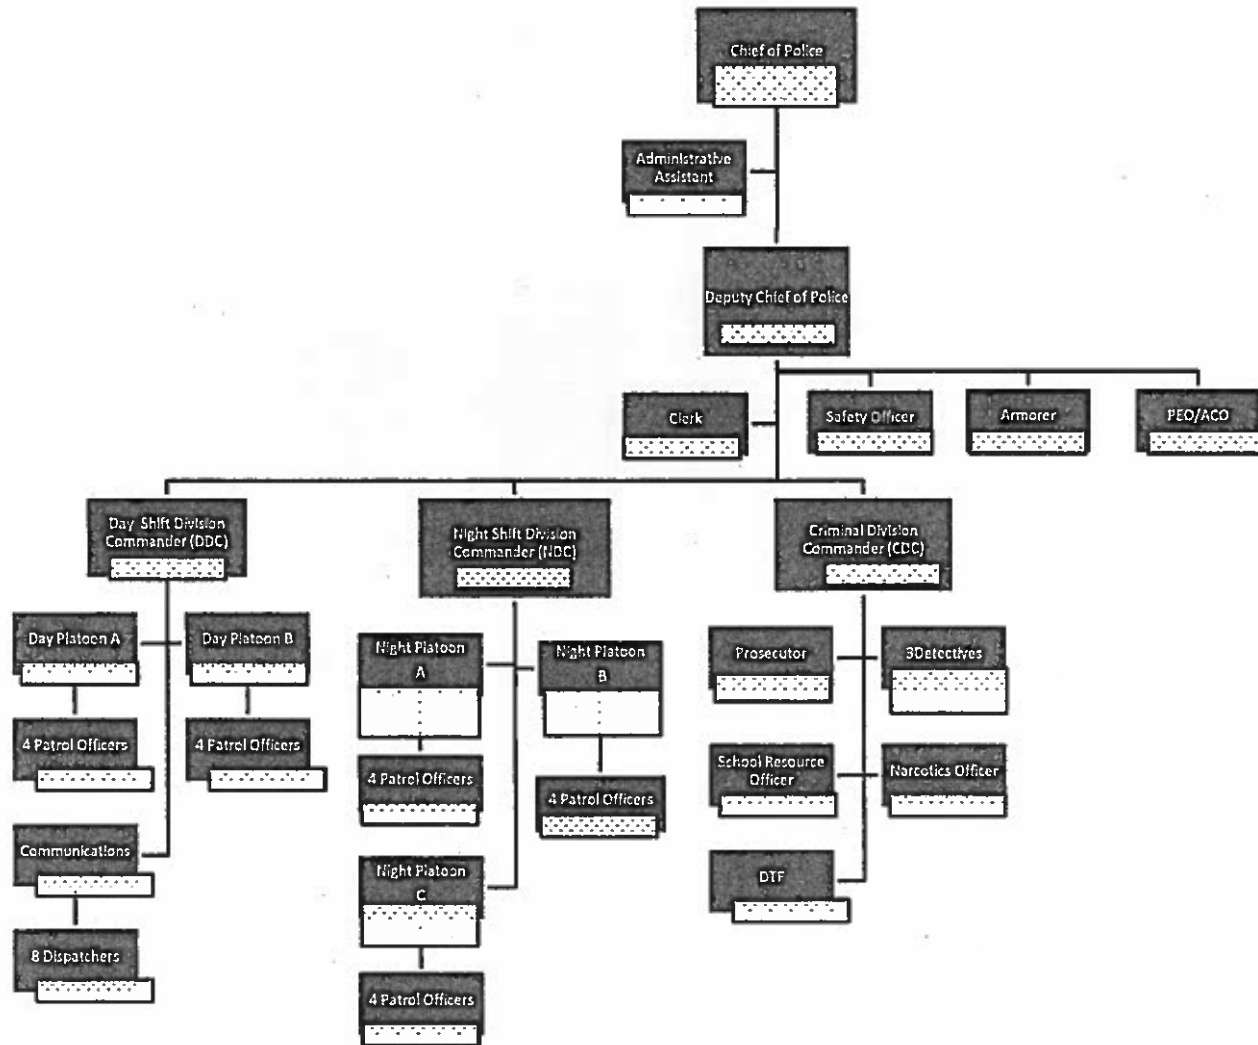 Chief of Police
Administrative
Assistant
Deputy Chief of Police
Clerk
Safety Officer
Armorer
PEO/ACO
Day Shift Division
Commander (DDC)
Night Shift Division
Commander (NDC)
Criminal Division
Commander (CDC)
Day Platoon A
Day Platoon B
Night Platoon
A
Night Platoon
B
Prosecutor
3Detectives
4 Patrol Officers
4 Patrol Officers
4 Patrol Officers
4 Patrol Officers
School Resource
Officer
Narcotics Officer
Communications
Night Platoon
C
DTF
8 Dispatchers
4 Patrol Officers